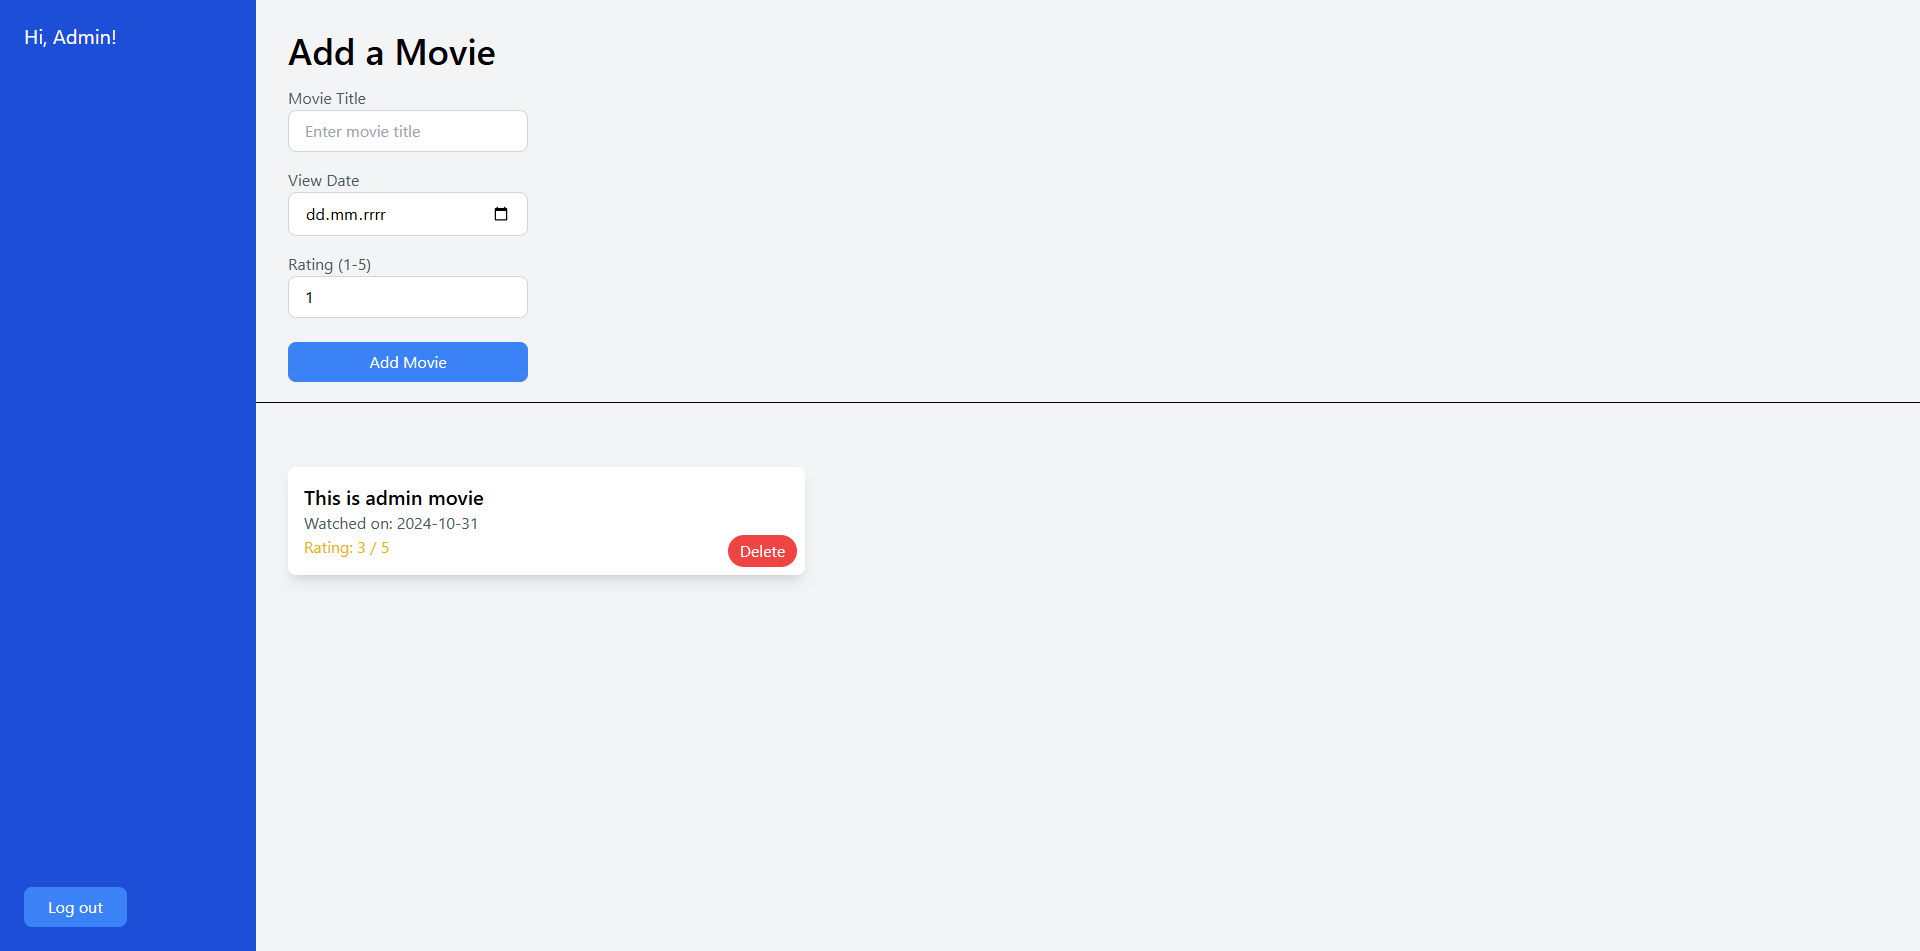 Hi, Admin!
Add a Movie
Movie Title
Enter movie title
View Date
dd.mm.rrrr
Rating (1-5)
1
Add Movie
This is admin movie
Watched on: 2024-10-31
Rating: 3 / 5
Delete
Log out